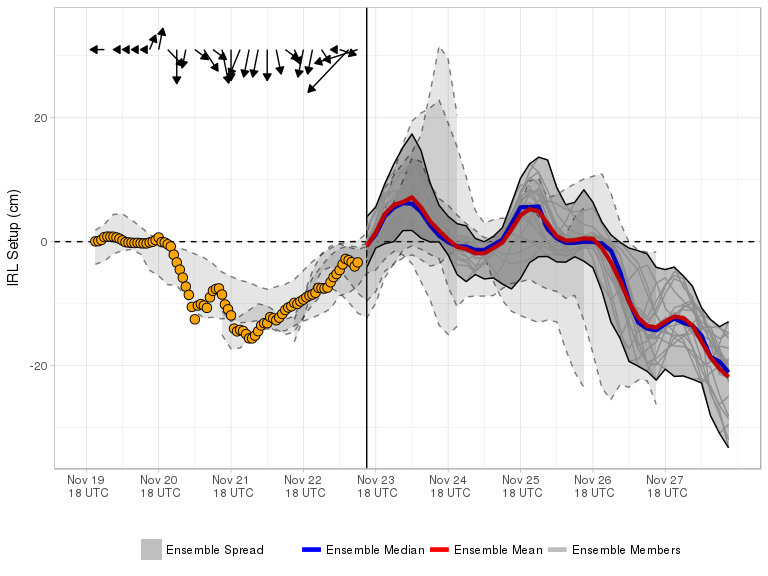 IRL Setup (cm)
20
0
-20
Nov 19 Nov 20 Nov 21 Nov 22 Nov 23 Nov 24 Nov 25 Nov 26 Nov 27
18 UTC 18 UTC 18 UTC 18 UTC 18 UTC 18 UTC 18 UTC 18 UTC 18 UTC
Ensemble Spread Ensemble Median Ensemble Mean Ensemble Members